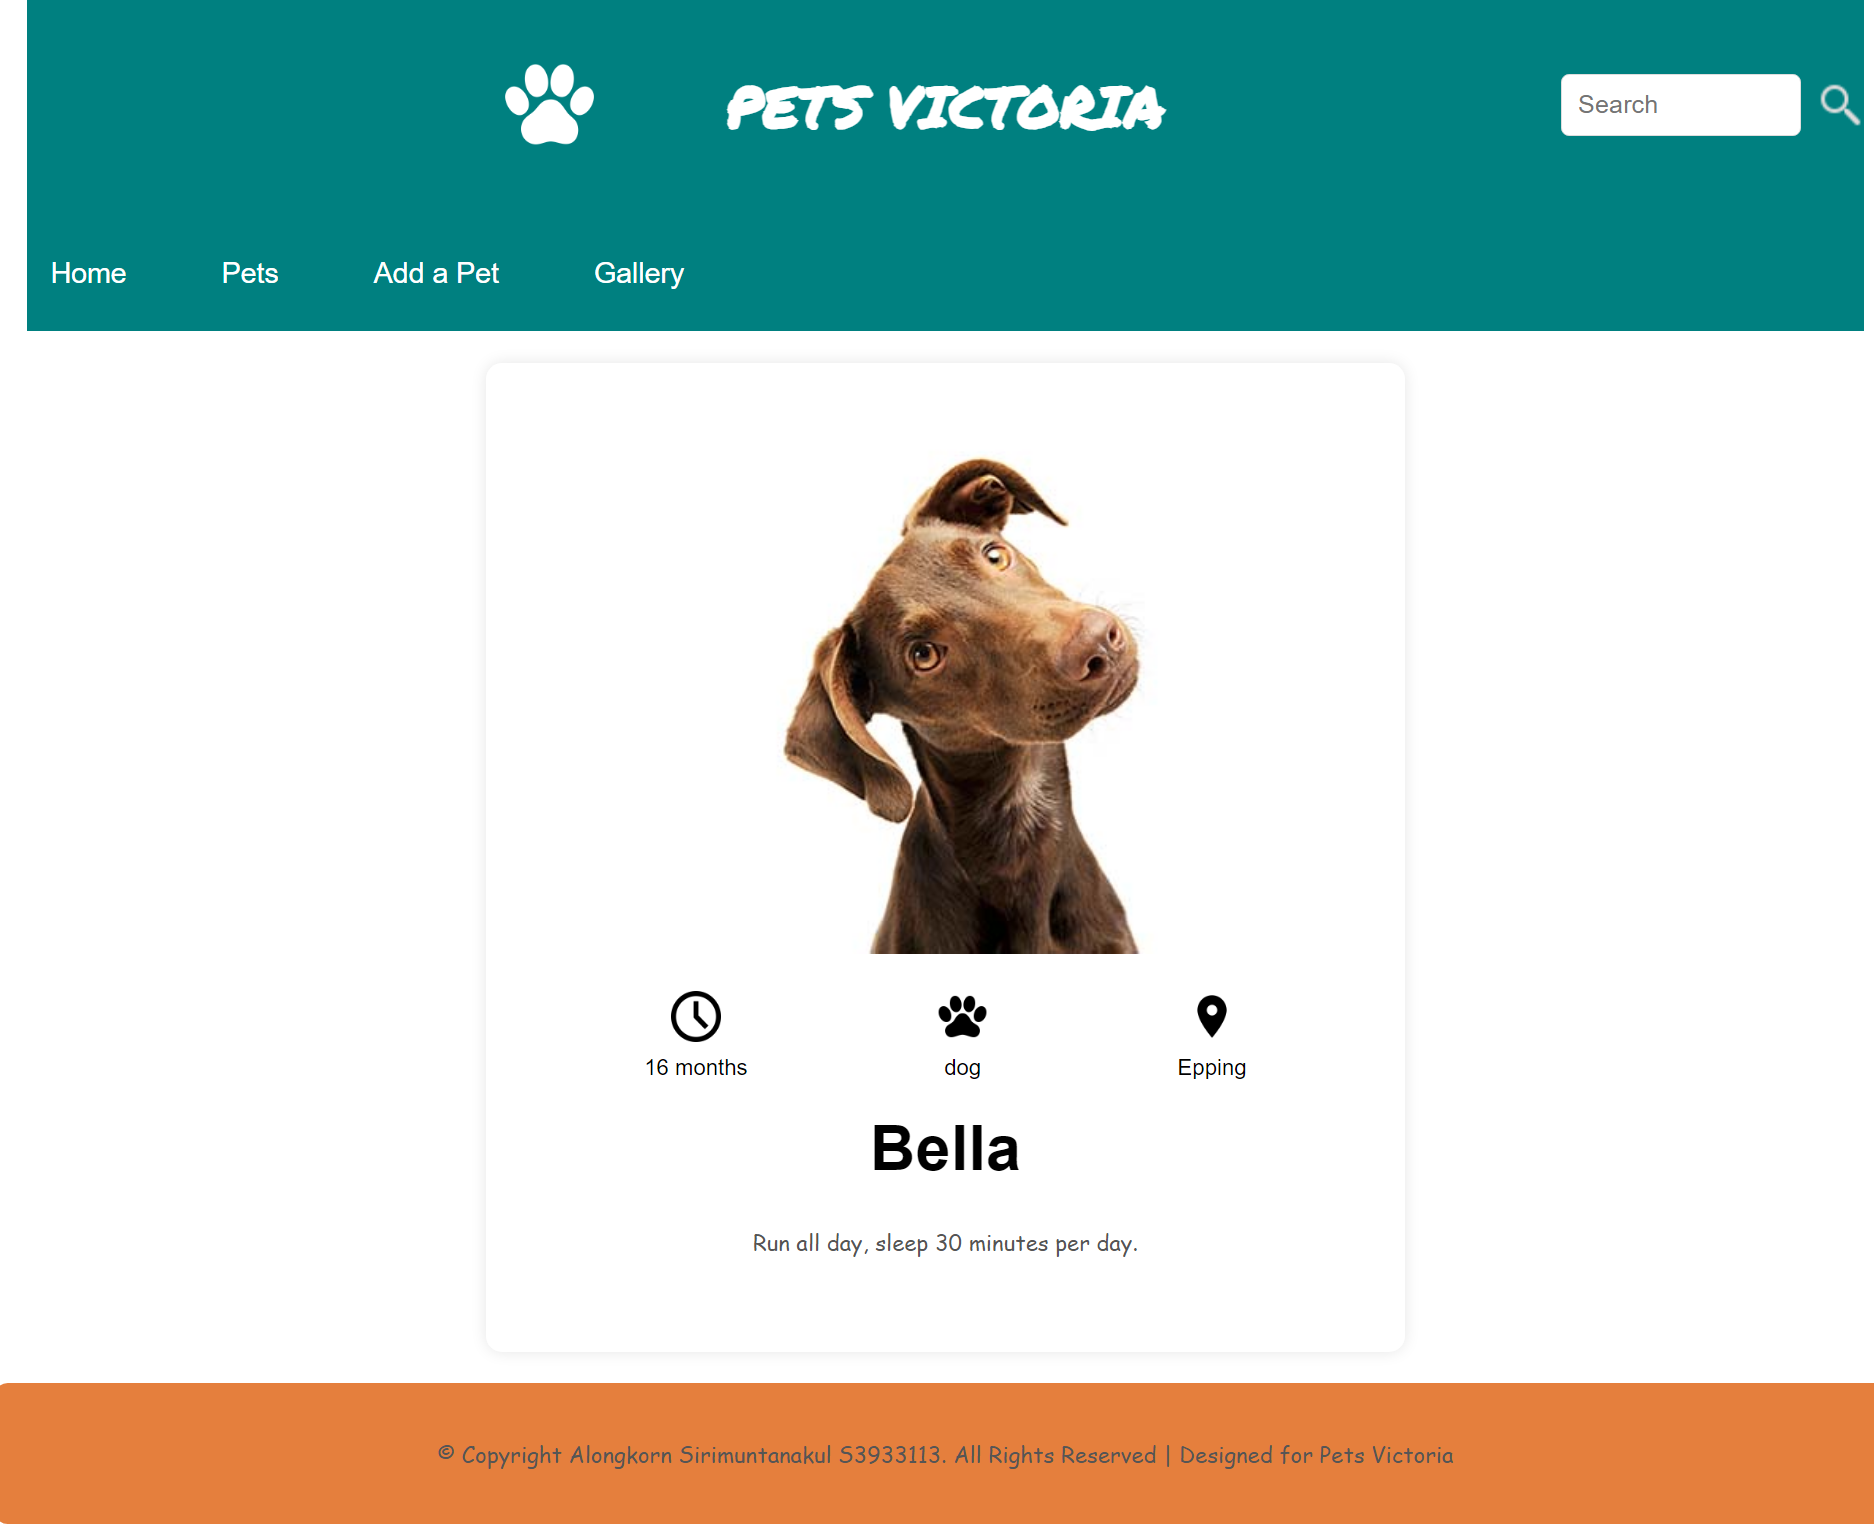 PETS VICTORIA
Search
Home Pets Add a Pet Gallery
16 months dog Epping
Bella
Run all day, sleep 30 minutes per day.
© Copyright Alongkorn Sirimuntanakul S3933113. All Rights Reserved | Designed for Pets Victoria